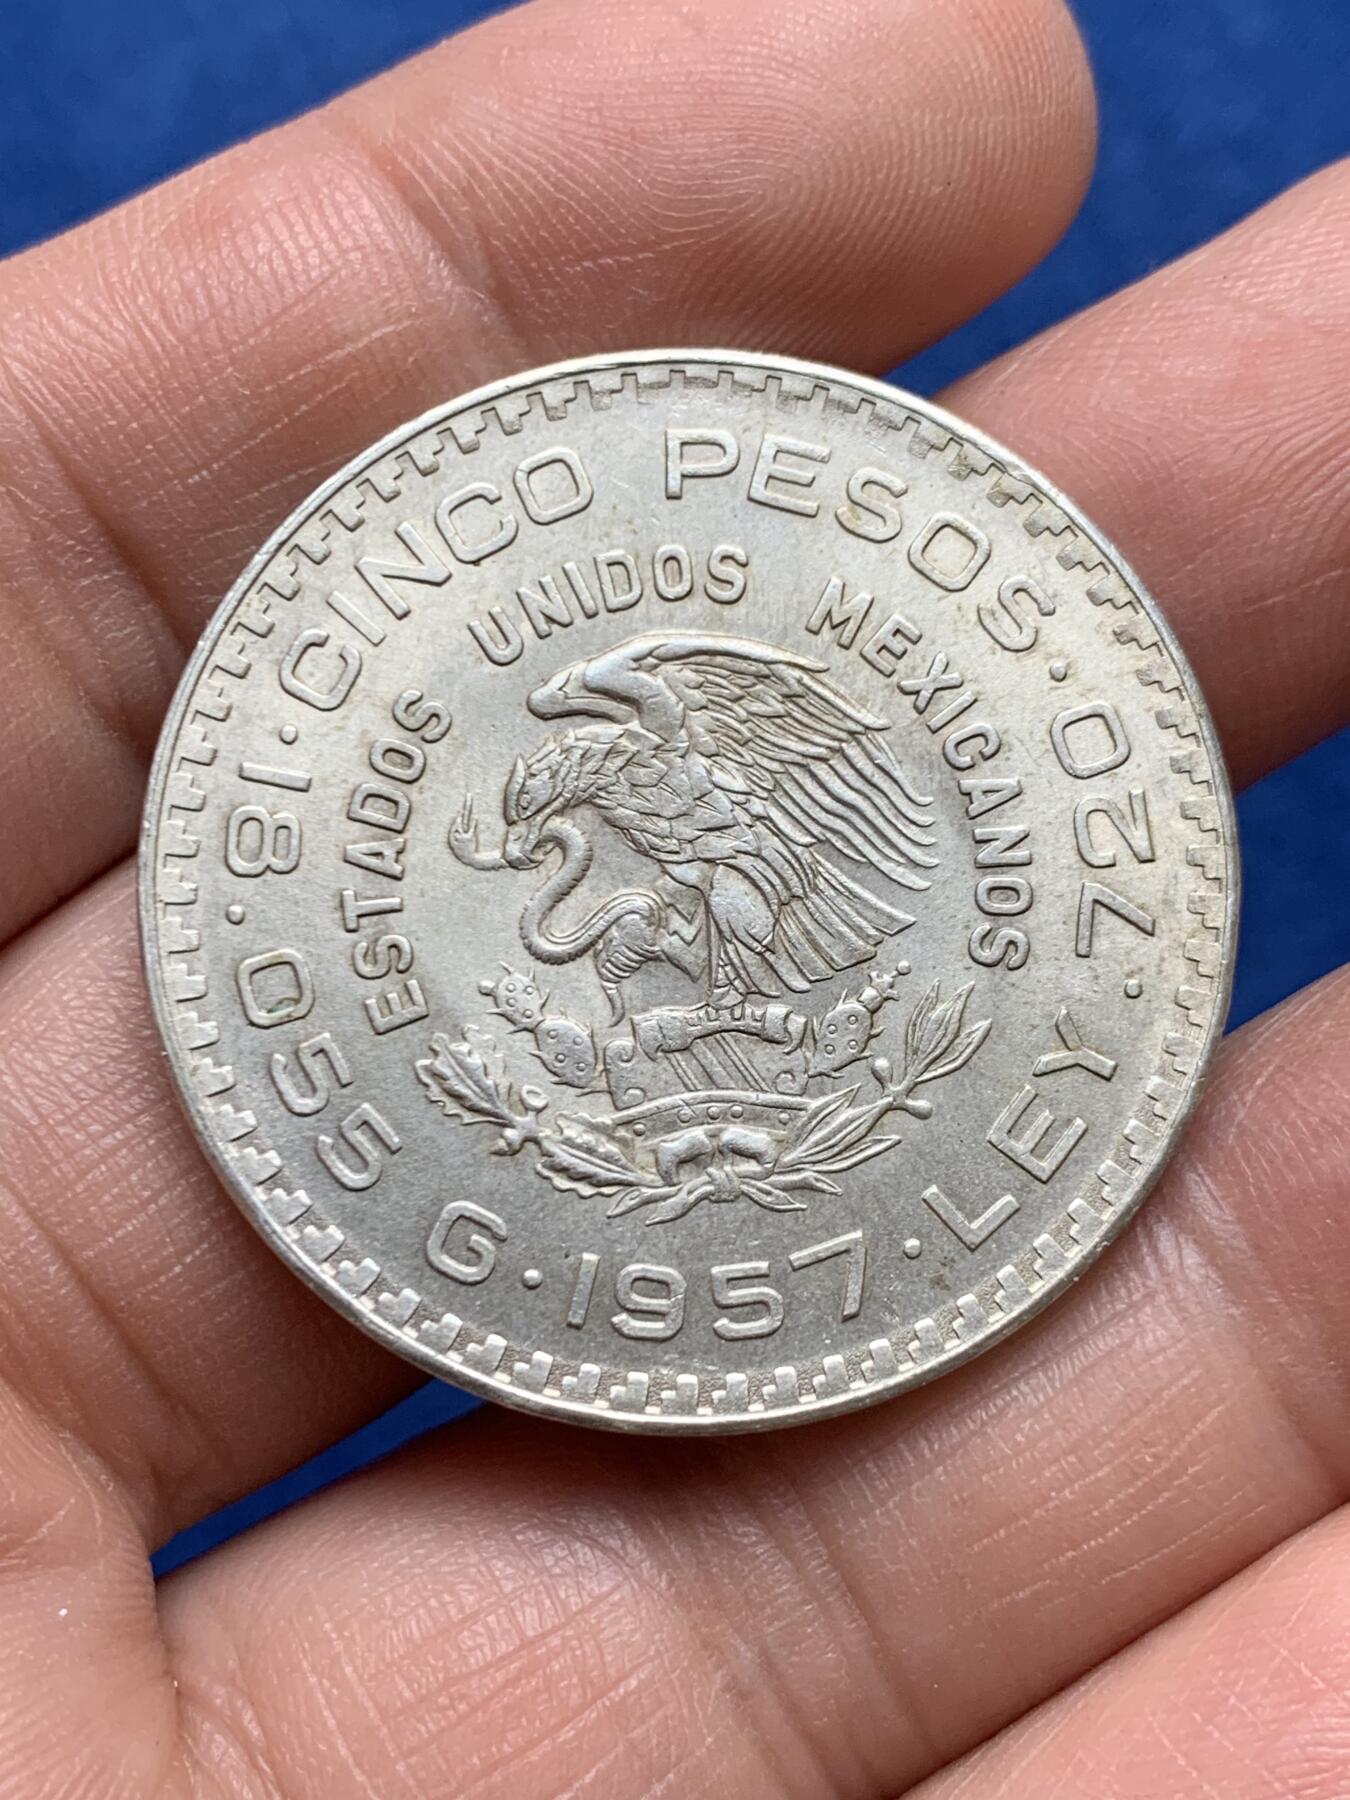 18.055 G · 1957 · LEY · 720 · CINCO PESOS ·
ESTADOS UNIDOS MEXICANOS